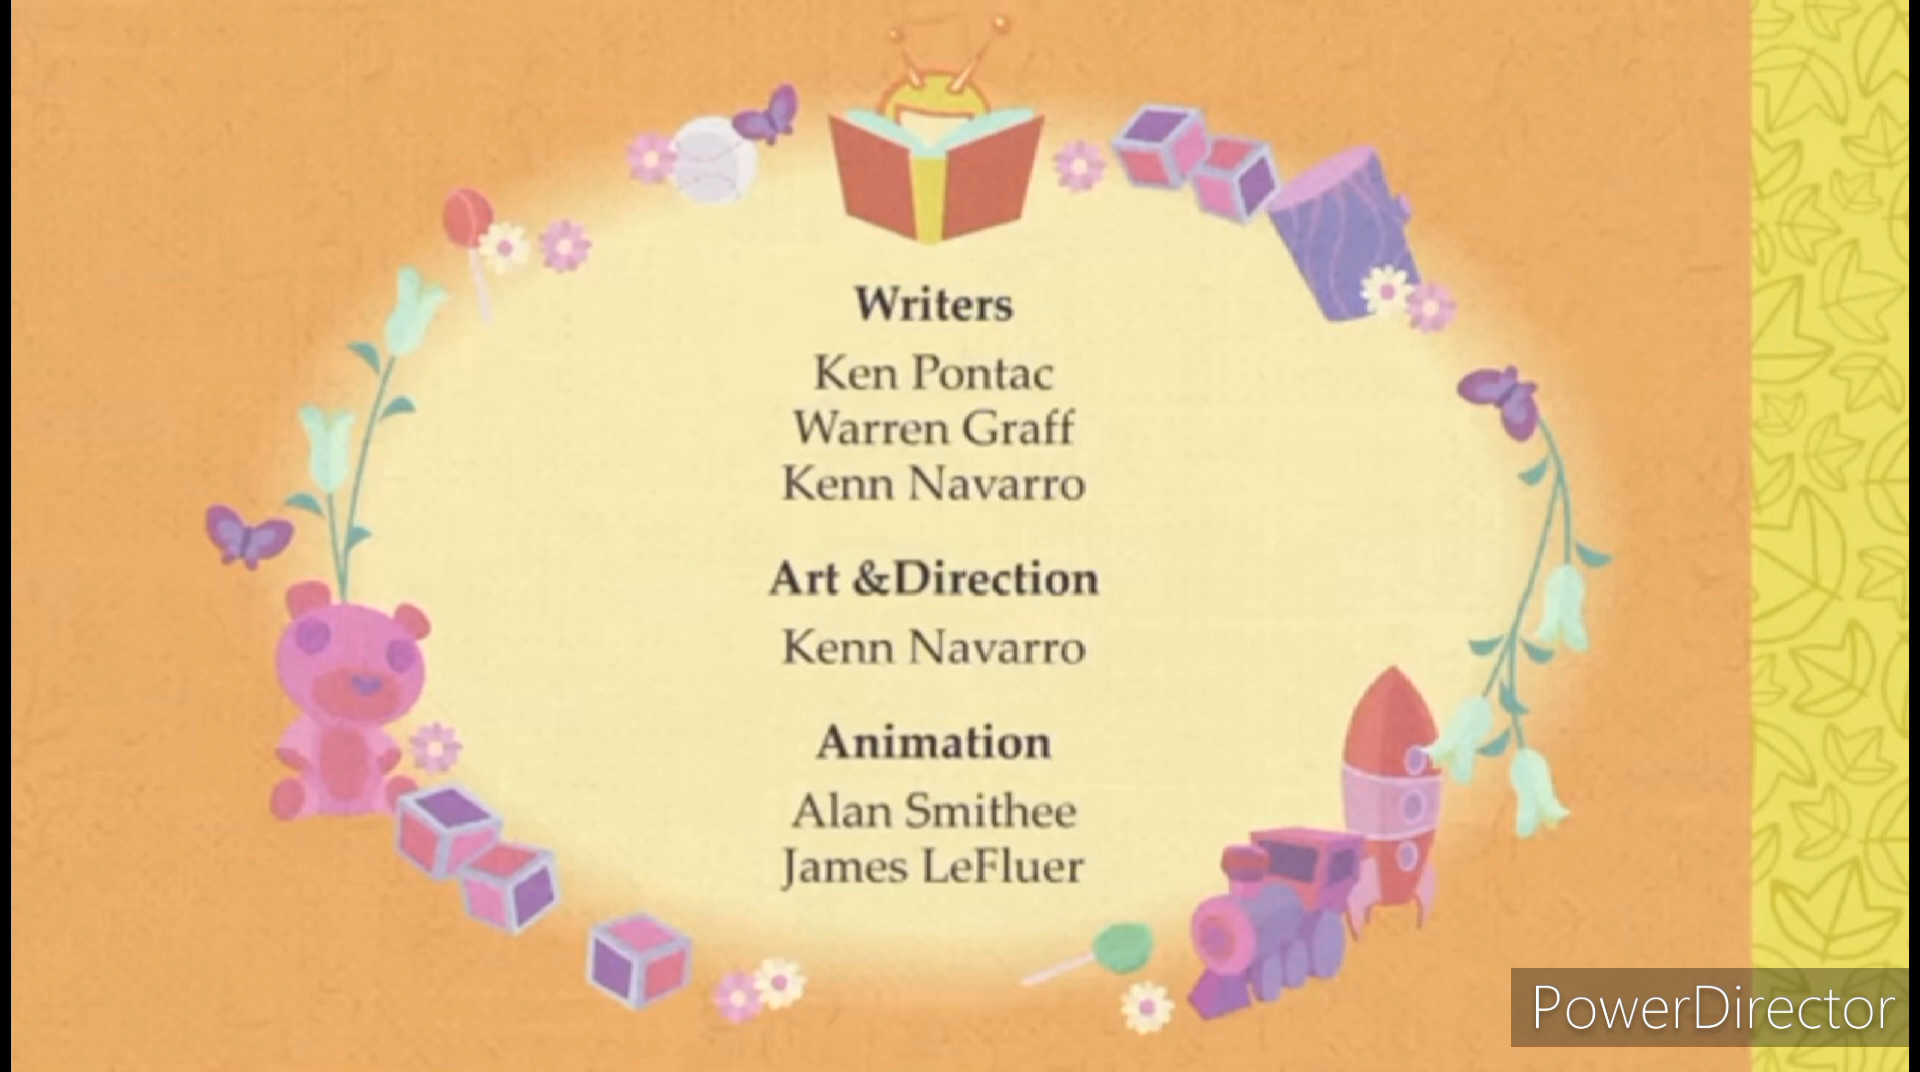 Writers
Ken Pontac
Warren Graff
Kenn Navarro
Art &Direction
Kenn Navarro
Animation
Alan Smithee
James LeFluer
PowerDirector